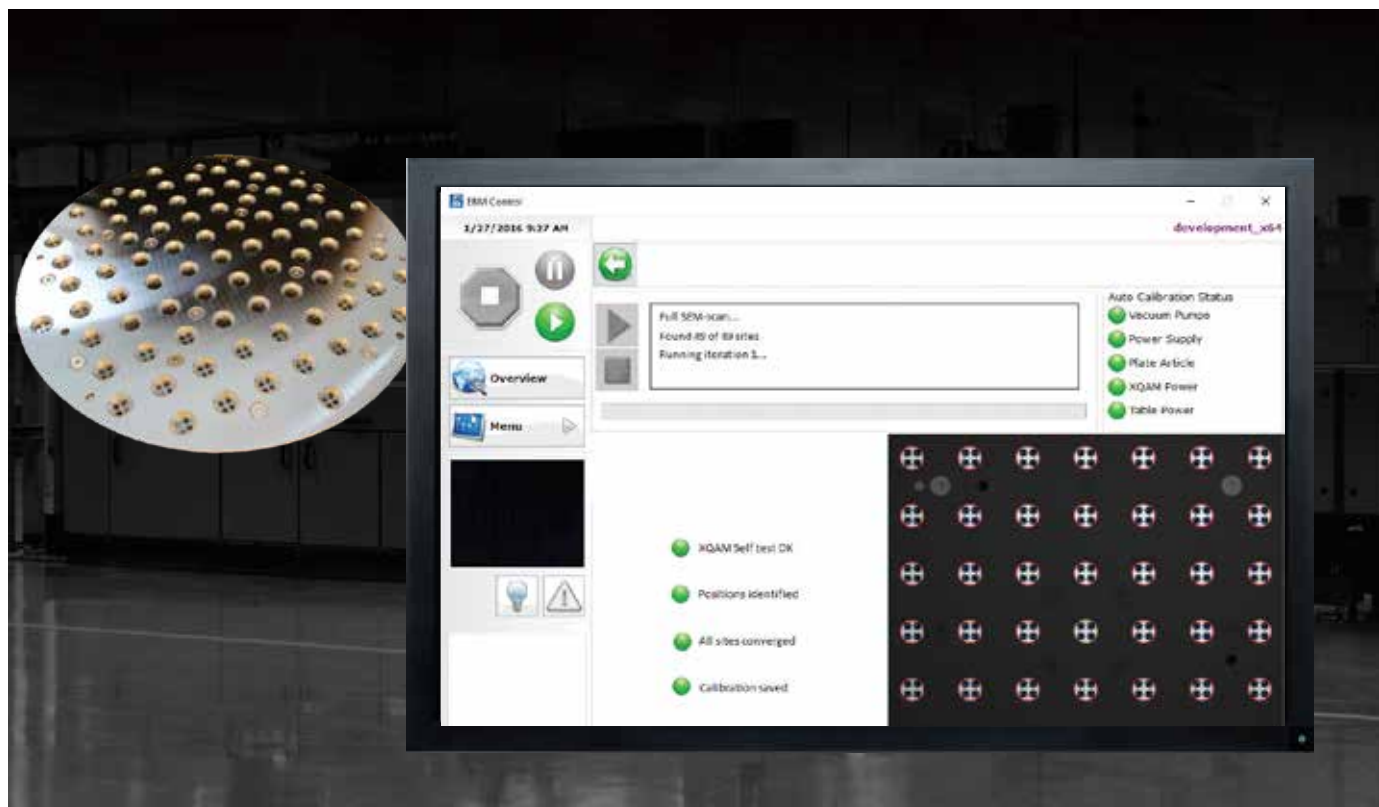 EBM Control
1/27/2016 9:37 AM
development_x64
Auto Calibration Status
Vacuum Pumps
Power Supply
Plate Article
XQAM Power
Table Power
Full SEM-scan...
Found of sites
Running iteration 1...
Overview
Menu
XQAM Self test OK
Positions identified
All sites converged
Calibration saved